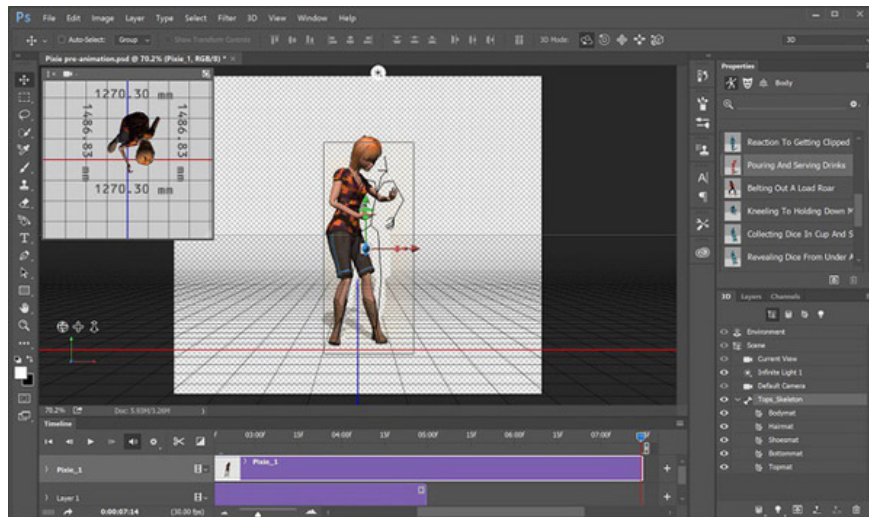 Ps File Edit Image Layer Type Select Filter 3D View Window Help
Auto-Select: Group Show Transform Controls 3D Mode: 3D
Pixie pre-animation.psd @ 70.2% (Pixie_1, RGB/8) *
1270.30 mm
1486.83 mm
1486.83 mm
1270.30 mm
Properties
Body
Reaction To Getting Clipped
Pouring And Serving Drinks
Belting Out A Load Roar
Kneeling To Holding Down
Collecting Dice In Cup And S
Revealing Dice From Under A
3D Layers Channels
Environment
Scene
Current View
Infinite Light 1
Default Camera
Tops_Skeleton
Bodymat
Hairmat
Shoesmat
Bottommat
Topmat
70.2% Doc: 5.93M/3.26M
Timeline
03:00f 15f 04:00f 15f 05:00f 15f 06:00f 15f 07:00f
Pixie_1 Pixie_1
Layer 1
0:00:07:14 (30.00 fps)